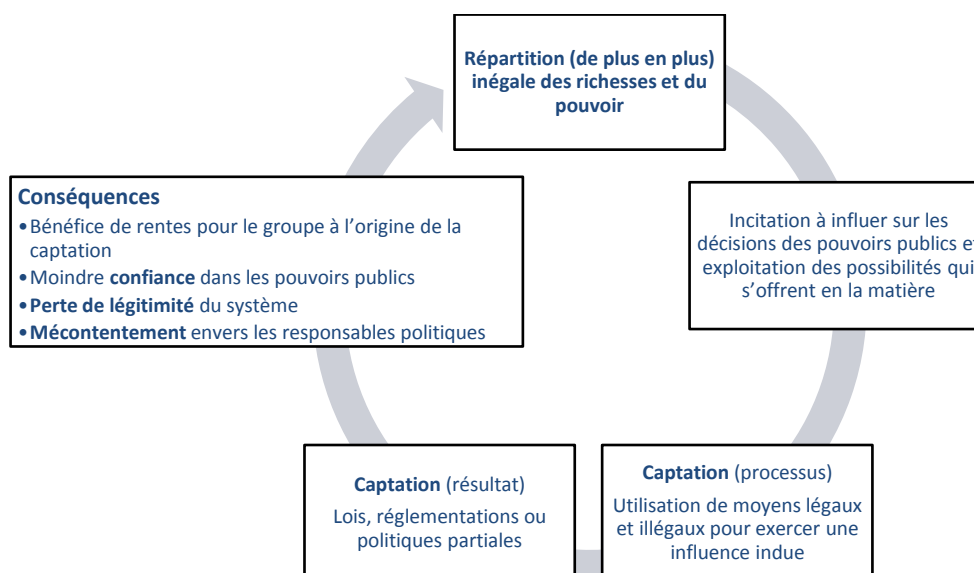 Répartition (de plus en plus)
inégale des richesses et du
pouvoir
Incitation à influer sur les
décisions des pouvoirs publics et
exploitation des possibilités qui
s'offrent en la matière
Captation (processus)
Utilisation de moyens légaux
et illégaux pour exercer une
influence indue
Captation (résultat)
Lois, réglementations ou
politiques partiales
Conséquences
•Bénéfice de rentes pour le groupe à l'origine de la
captation
•Moindre confiance dans les pouvoirs publics
•Perte de légitimité du système
•Mécontentement envers les responsables politiques